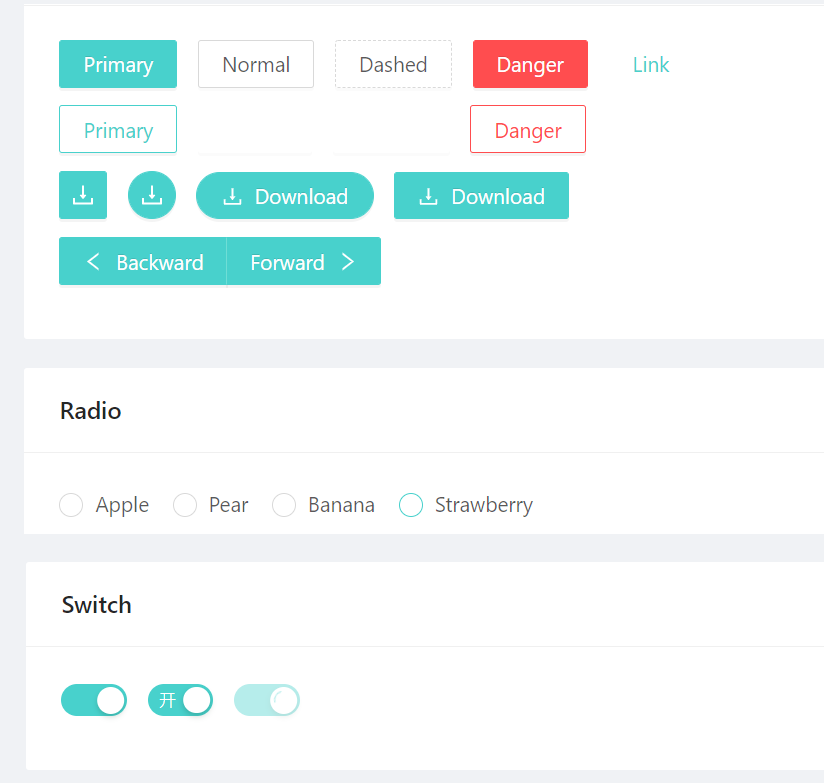 Primary Normal Dashed Danger Link
Primary Danger
Download Download
Backward Forward
Radio
Apple Pear Banana Strawberry
Switch
开